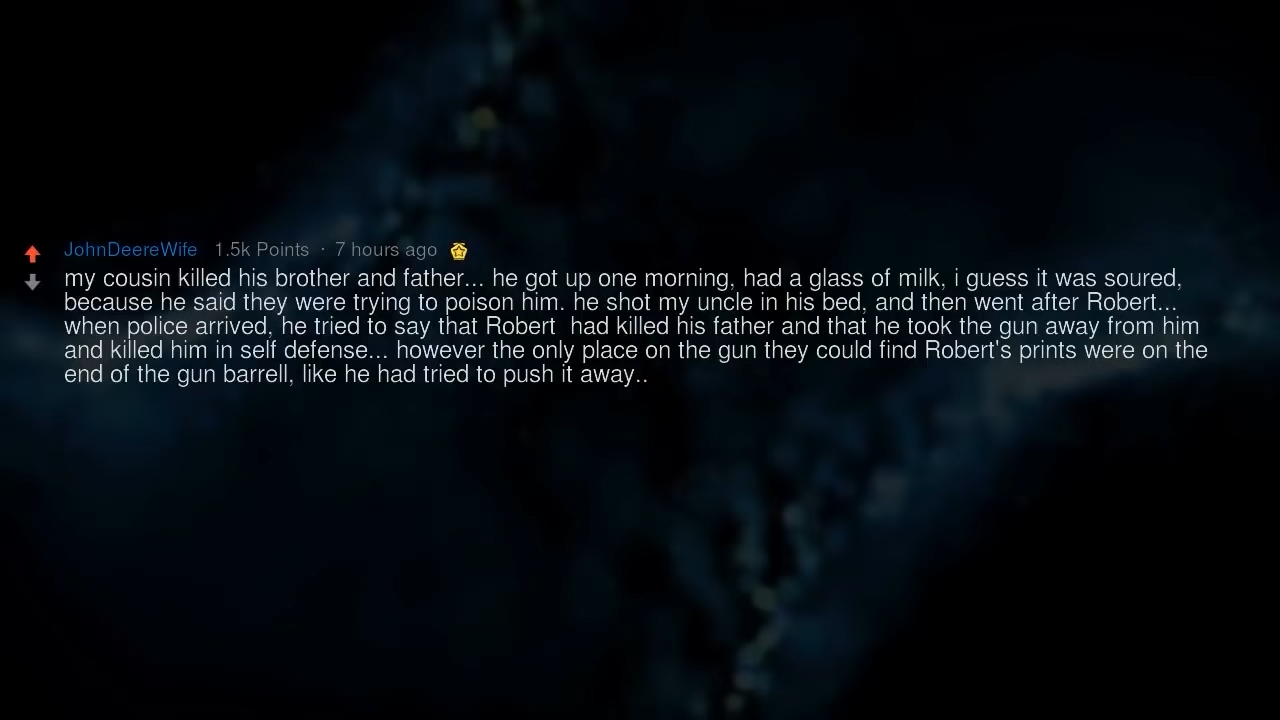 JohnDeereWife 1.5k Points · 7 hours ago
my cousin killed his brother and father... he got up one morning, had a glass of milk, i guess it was soured,
because he said they were trying to poison him. he shot my uncle in his bed, and then went after Robert...
when police arrived, he tried to say that Robert  had killed his father and that he took the gun away from him
and killed him in self defense... however the only place on the gun they could find Robert's prints were on the
end of the gun barrell, like he had tried to push it away..